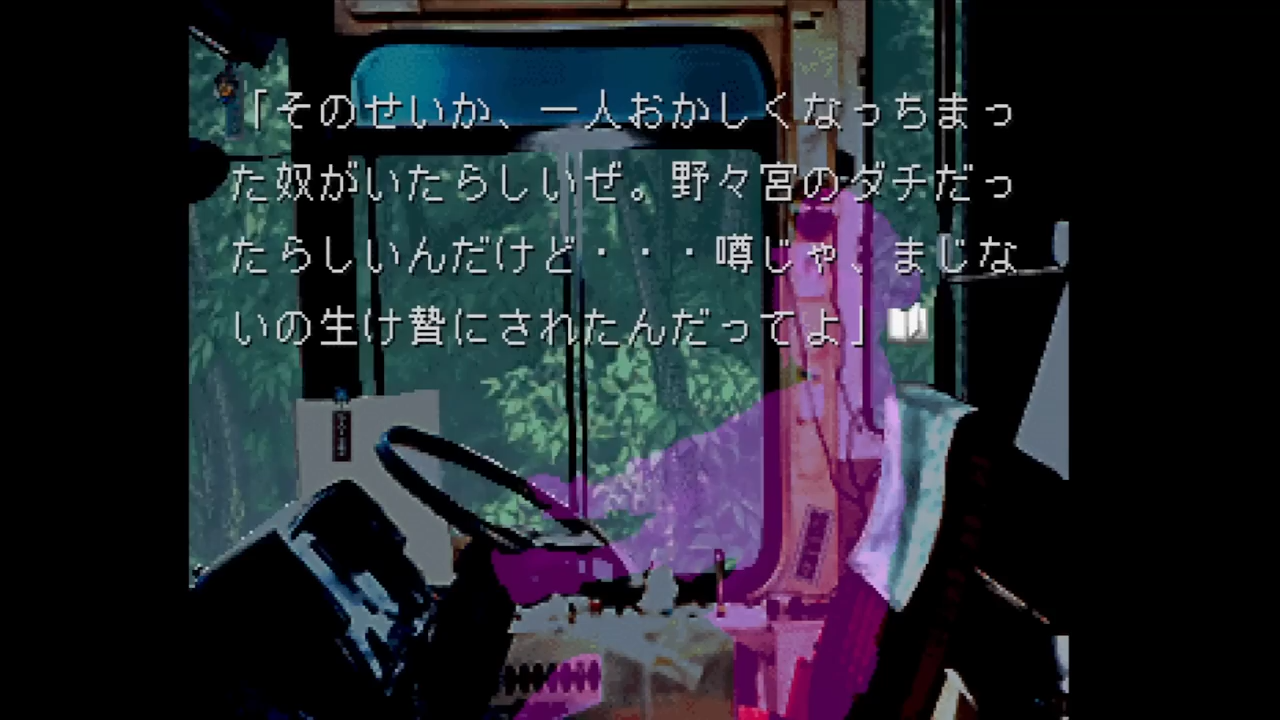 「そのせいか、一人おかしくなっちまっ
た奴がいたらしいぜ。野々宮のダチだっ
たらしいんだけど・・・噂じゃ、まじな
いの生け贄にされたんだってよ」